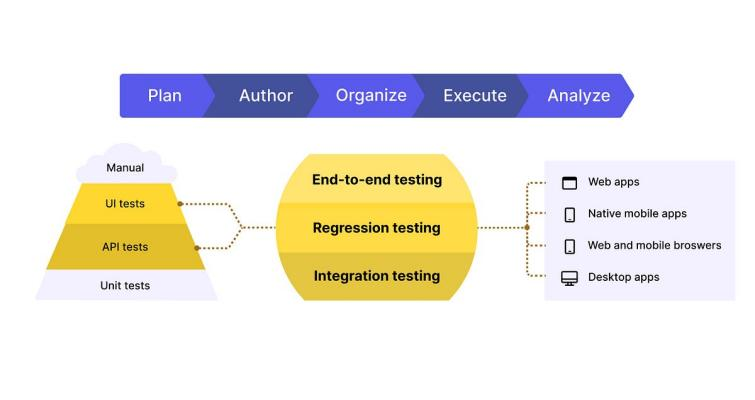 Plan
Author
Organize
Execute
Analyze
Manual
UI tests
API tests
Unit tests
End-to-end testing
Regression testing
Integration testing
Web apps
Native mobile apps
Web and mobile broswers
Desktop apps